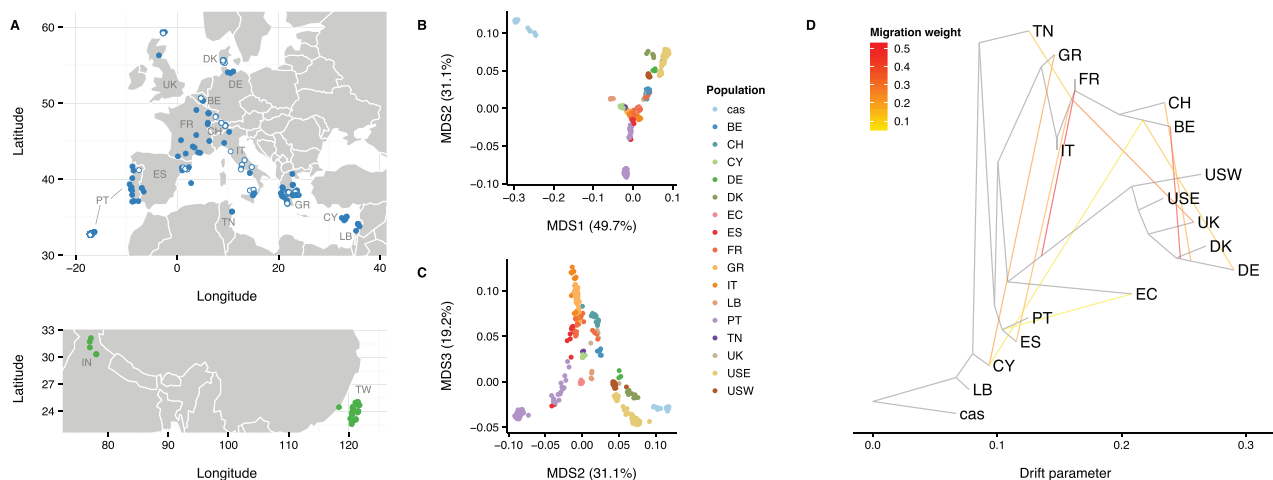 A
60
50
40
30
Latitude
DK
UK
DE
BE
FR
CH
IT
ES
PT
GR
TN
CY
LB
−20
0
20
40
Longitude
33
30
27
24
Latitude
IN
TW
80
90
100
110
120
Longitude
B
0.10
0.05
0.00
−0.05
−0.10
MDS2 (31.1%)
−0.3
−0.2
−0.1
0.0
0.1
MDS1 (49.7%)
C
0.10
0.05
0.00
−0.05
MDS3 (19.2%)
−0.10
−0.05
0.00
0.05
0.10
MDS2 (31.1%)
Population
cas
BE
CH
CY
DE
DK
EC
ES
FR
GR
IT
LB
PT
TN
UK
USE
USW
D
Migration weight
0.5
0.4
0.3
0.2
0.1
TN
GR
FR
CH
BE
IT
USW
USE
UK
DK
DE
EC
PT
ES
CY
LB
cas
0.0
0.1
0.2
0.3
Drift parameter